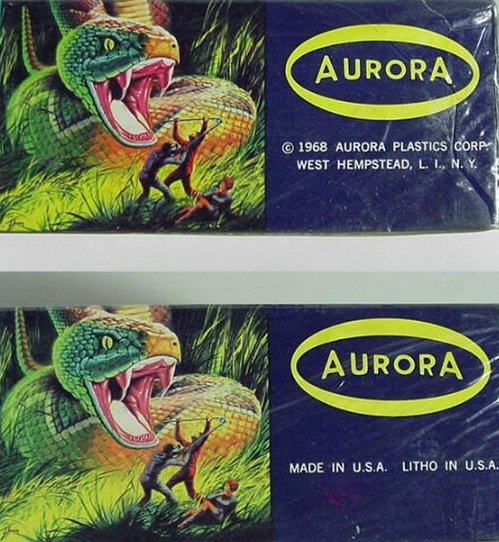 AURORA
© 1968 AURORA PLASTICS CORP.
WEST HEMPSTEAD, L. I., N. Y.
AURORA
MADE IN U.S.A. LITHO IN U.S.A.